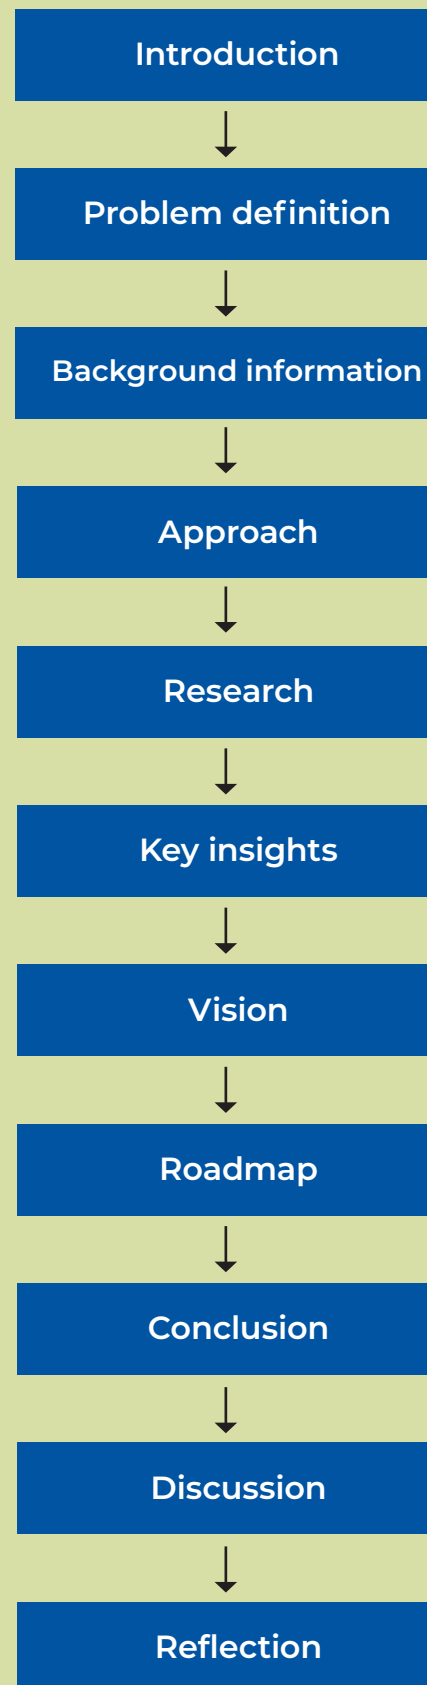 Introduction
Problem definition
Background information
Approach
Research
Key insights
Vision
Roadmap
Conclusion
Discussion
Reflection